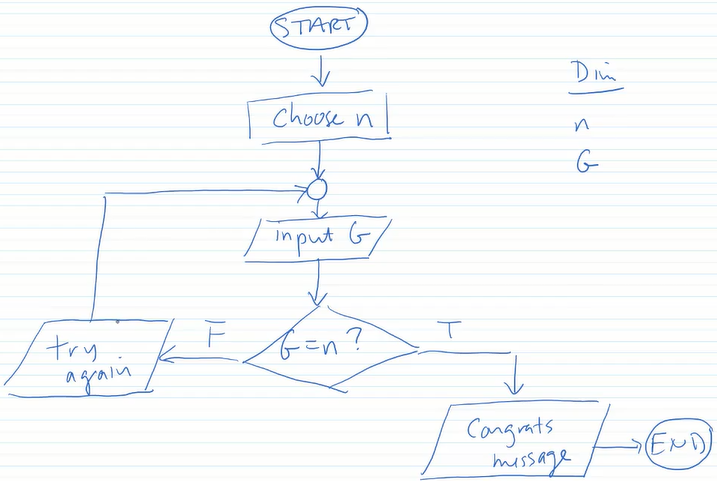 START
Dim
choose n
n
G
input G
F
G=n?
T
try
again
Congrats
message
END